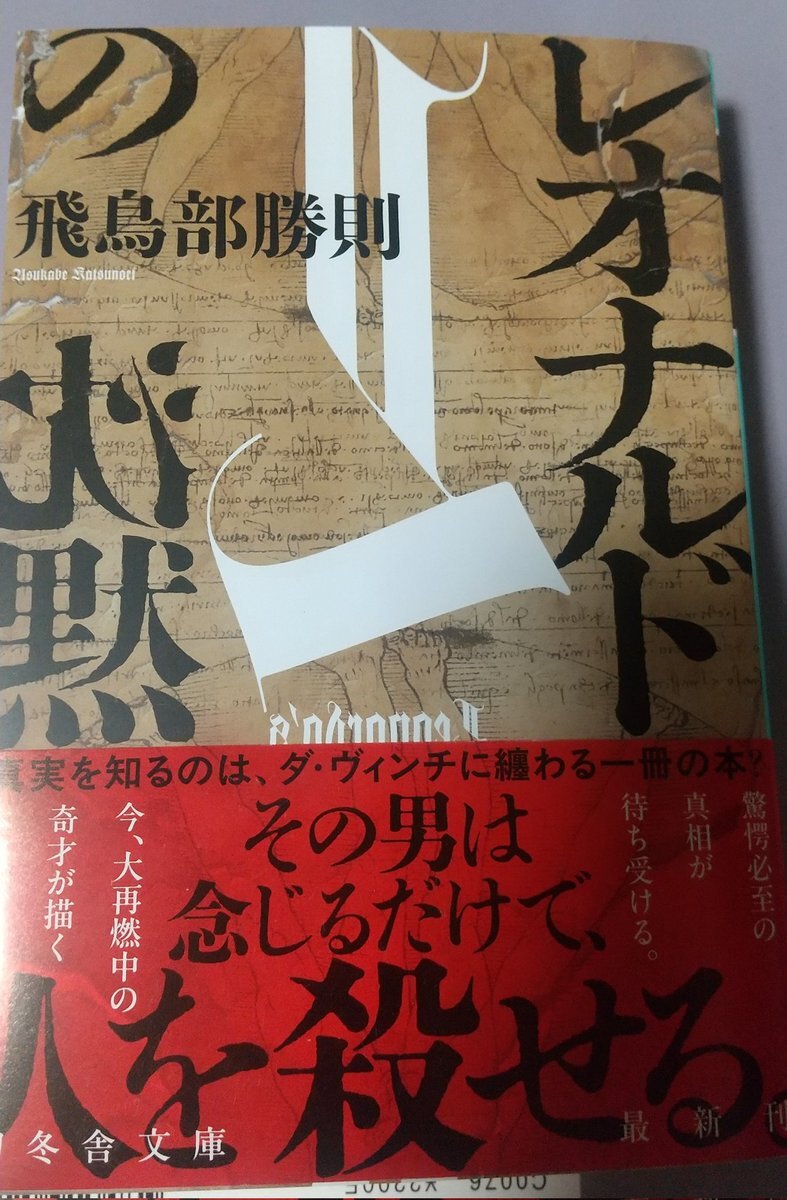 レオナルド
の沈黙
飛鳥部勝則
Asukabe Katsunori
Leonardo's
真実を知るのは、ダ・ヴィンチに纏わる一冊の本?
驚愕必至の
真相が
待ち受ける。
その男は
念じるだけで、
人を殺せる。
今、大再燃中の
奇才が描く
最新刊
冬舎文庫
C0076